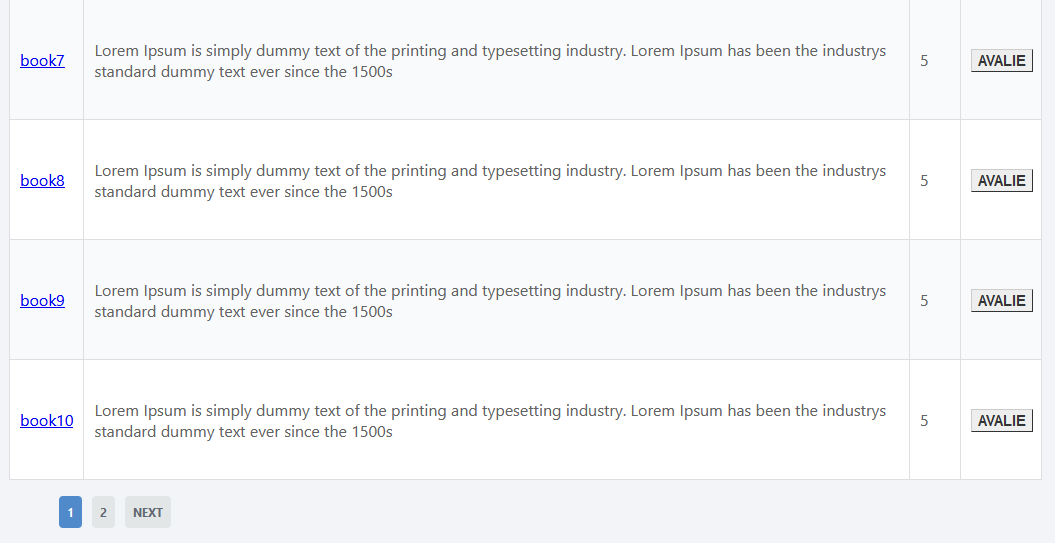 book7
Lorem Ipsum is simply dummy text of the printing and typesetting industry. Lorem Ipsum has been the industrys
standard dummy text ever since the 1500s
5
AVALIE
book8
Lorem Ipsum is simply dummy text of the printing and typesetting industry. Lorem Ipsum has been the industrys
standard dummy text ever since the 1500s
5
AVALIE
book9
Lorem Ipsum is simply dummy text of the printing and typesetting industry. Lorem Ipsum has been the industrys
standard dummy text ever since the 1500s
5
AVALIE
book10
Lorem Ipsum is simply dummy text of the printing and typesetting industry. Lorem Ipsum has been the industrys
standard dummy text ever since the 1500s
5
AVALIE
1 2 NEXT